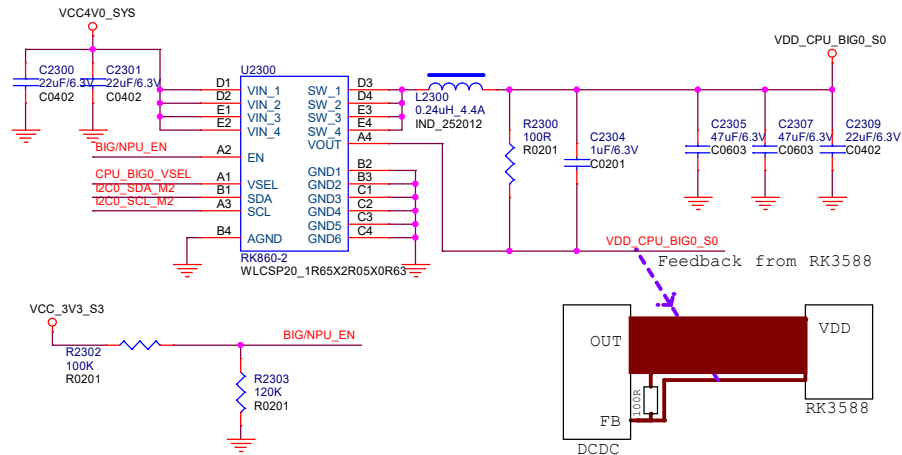 VCC4V0_SYS
C2300
22uF/6.3V
C0402
C2301
22uF/6.3V
C0402
U2300
D1 VIN_1 SW_1 D3
D2 VIN_2 SW_2 D4
E1 VIN_3 SW_3 E3
E2 VIN_4 SW_4 E4
VOUT A4
BIG/NPU_EN A2 EN
GND1 B2
CPU_BIG0_VSEL A1 VSEL GND2 B3
I2C0_SDA_M2 B1 SDA GND3 C1
I2C0_SCL_M2 A3 SCL GND4 C2
GND5 C3
B4 AGND GND6 C4
RK860-2
WLCSP20_1R65X2R05X0R63
L2300
0.24uH_4.4A
IND_252012
R2300
100R
R0201
C2304
1uF/6.3V
C0201
VDD_CPU_BIG0_S0
C2305
47uF/6.3V
C0603
C2307
47uF/6.3V
C0603
C2309
22uF/6.3V
C0402
VDD_CPU_BIG0_S0
Feedback from RK3588
VCC_3V3_S3
R2302
100K
R0201
BIG/NPU_EN
R2303
120K
R0201
OUT
VDD
100R
FB
RK3588
DCDC